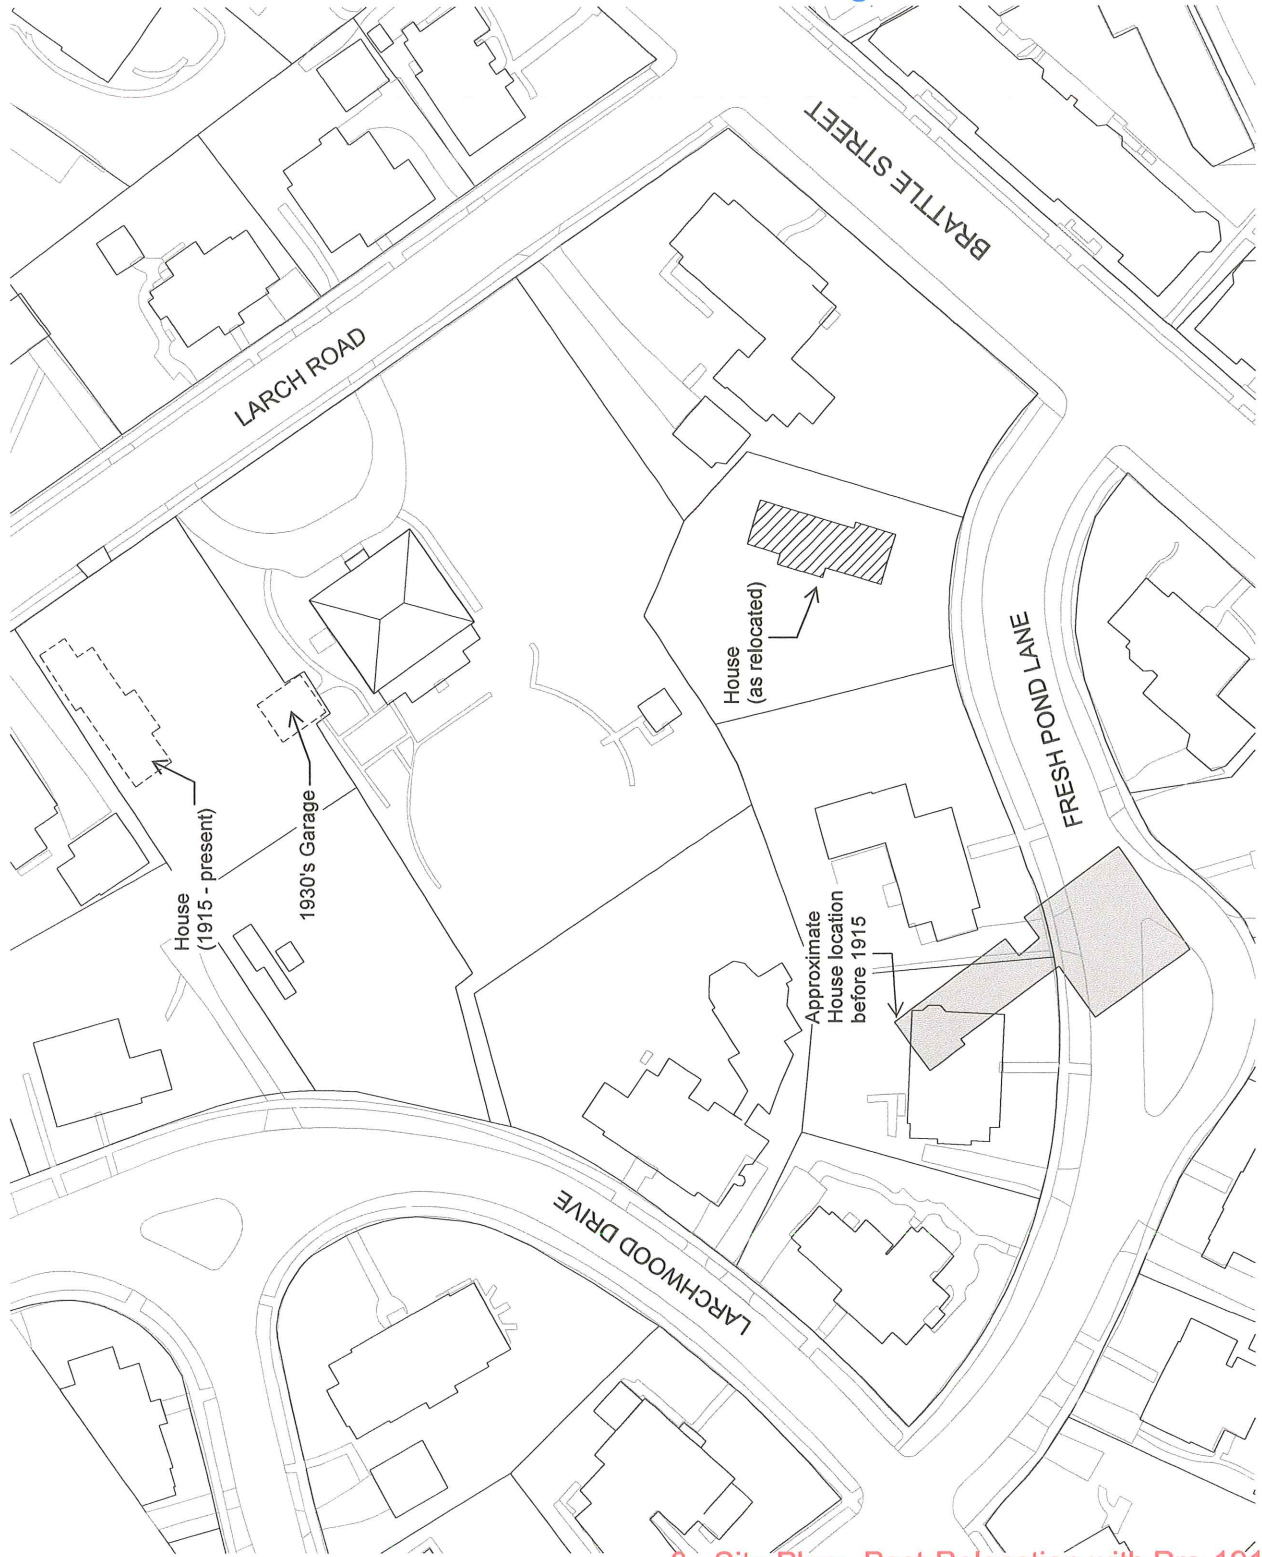 BRATTLE STREET
LARCH ROAD
House
(as relocated)
FRESH POND LANE
House
(1915 - present)
1930's Garage
Approximate
House location
before 1915
LARCHWOOD DRIVE